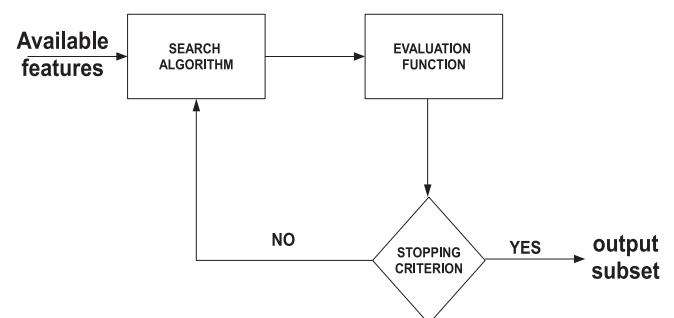 Available
features
SEARCH
ALGORITHM
EVALUATION
FUNCTION
NO
STOPPING
CRITERION
YES
output
subset